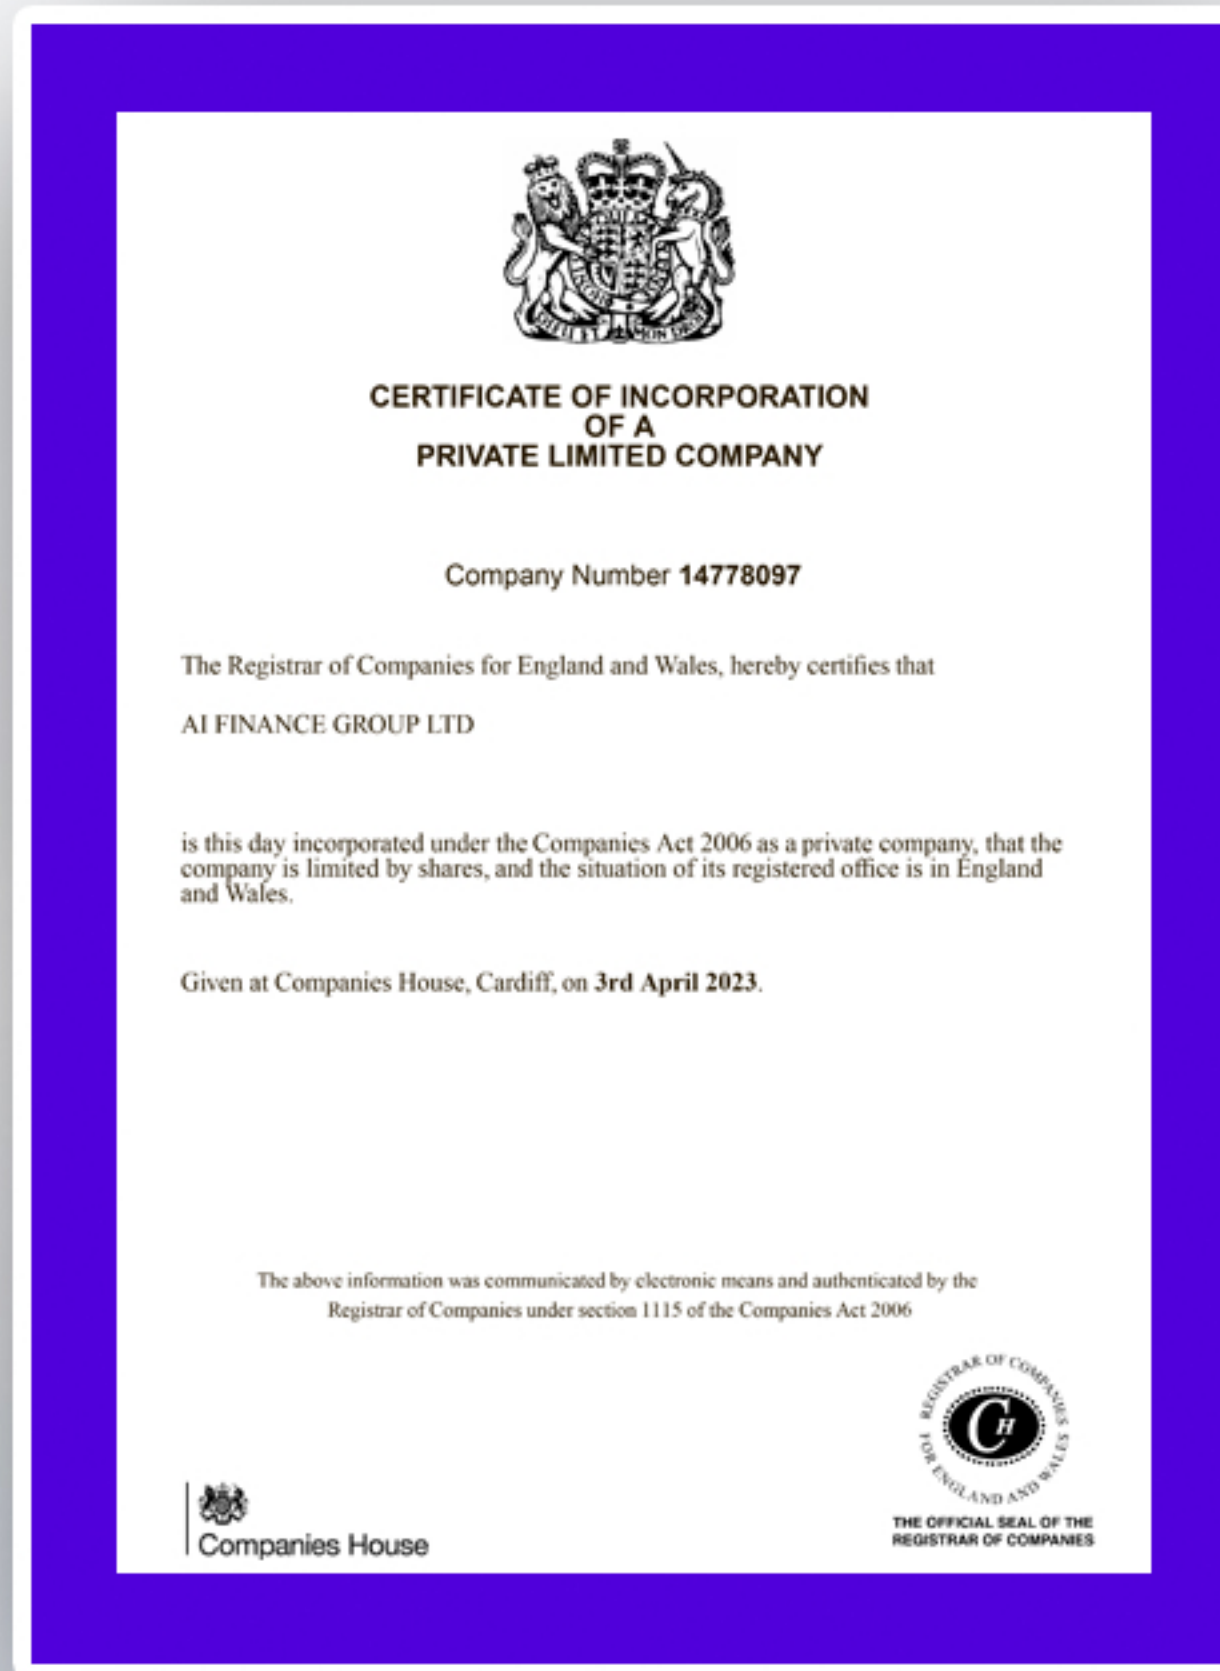 DIEU ET MON DROIT
CERTIFICATE OF INCORPORATION
OF A
PRIVATE LIMITED COMPANY
Company Number 14778097
The Registrar of Companies for England and Wales, hereby certifies that
AI FINANCE GROUP LTD
is this day incorporated under the Companies Act 2006 as a private company, that the
company is limited by shares, and the situation of its registered office is in England
and Wales.
Given at Companies House, Cardiff, on 3rd April 2023.
The above information was communicated by electronic means and authenticated by the
Registrar of Companies under section 1115 of the Companies Act 2006
REGISTRAR OF COMPANIES
FOR ENGLAND AND WALES
CH
THE OFFICIAL SEAL OF THE
REGISTRAR OF COMPANIES
Companies House